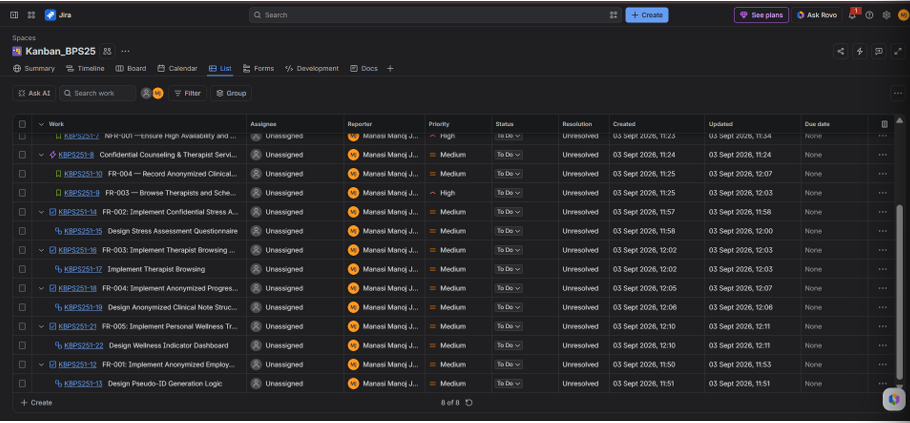 Jira
Search
+ Create
See plans
Ask Rovo
1
MJ
Spaces
Kanban_BPS25
Summary Timeline Board Calendar List Forms Development Docs
Ask AI Search work MJ Filter Group
Work Assignee Reporter Priority Status Resolution Created Updated Due date
KBPS251-7 NFR-001 —Ensure High Availability and ... Unassigned MJ Manasi Manoj J... High To Do Unresolved 03 Sept 2026, 11:23 03 Sept 2026, 11:34 None
KBPS251-8 Confidential Counseling & Therapist Servi... Unassigned MJ Manasi Manoj J... Medium To Do Unresolved 03 Sept 2026, 11:24 03 Sept 2026, 11:24 None
KBPS251-10 FR-004 — Record Anonymized Clinical... Unassigned MJ Manasi Manoj J... Medium To Do Unresolved 03 Sept 2026, 11:25 03 Sept 2026, 12:07 None
KBPS251-9 FR-003 — Browse Therapists and Sche... Unassigned MJ Manasi Manoj J... High To Do Unresolved 03 Sept 2026, 11:25 03 Sept 2026, 12:03 None
KBPS251-14 FR-002: Implement Confidential Stress A... Unassigned MJ Manasi Manoj J... Medium To Do Unresolved 03 Sept 2026, 11:57 03 Sept 2026, 11:58 None
KBPS251-15 Design Stress Assessment Questionnaire Unassigned MJ Manasi Manoj J... Medium To Do Unresolved 03 Sept 2026, 11:58 03 Sept 2026, 12:00 None
KBPS251-16 FR-003: Implement Therapist Browsing ... Unassigned MJ Manasi Manoj J... Medium To Do Unresolved 03 Sept 2026, 12:02 03 Sept 2026, 12:03 None
KBPS251-17 Implement Therapist Browsing Unassigned MJ Manasi Manoj J... Medium To Do Unresolved 03 Sept 2026, 12:02 03 Sept 2026, 12:03 None
KBPS251-18 FR-004: Implement Anonymized Progres... Unassigned MJ Manasi Manoj J... Medium To Do Unresolved 03 Sept 2026, 12:05 03 Sept 2026, 12:07 None
KBPS251-19 Design Anonymized Clinical Note Struc... Unassigned MJ Manasi Manoj J... Medium To Do Unresolved 03 Sept 2026, 12:06 03 Sept 2026, 12:06 None
KBPS251-21 FR-005: Implement Personal Wellness Tr... Unassigned MJ Manasi Manoj J... Medium To Do Unresolved 03 Sept 2026, 12:10 03 Sept 2026, 12:11 None
KBPS251-22 Design Wellness Indicator Dashboard Unassigned MJ Manasi Manoj J... Medium To Do Unresolved 03 Sept 2026, 12:10 03 Sept 2026, 12:11 None
KBPS251-12 FR-001: Implement Anonymized Employ... Unassigned MJ Manasi Manoj J... Medium To Do Unresolved 03 Sept 2026, 11:50 03 Sept 2026, 11:53 None
KBPS251-13 Design Pseudo-ID Generation Logic Unassigned MJ Manasi Manoj J... Medium To Do Unresolved 03 Sept 2026, 11:51 03 Sept 2026, 11:51 None
+ Create 8 of 8